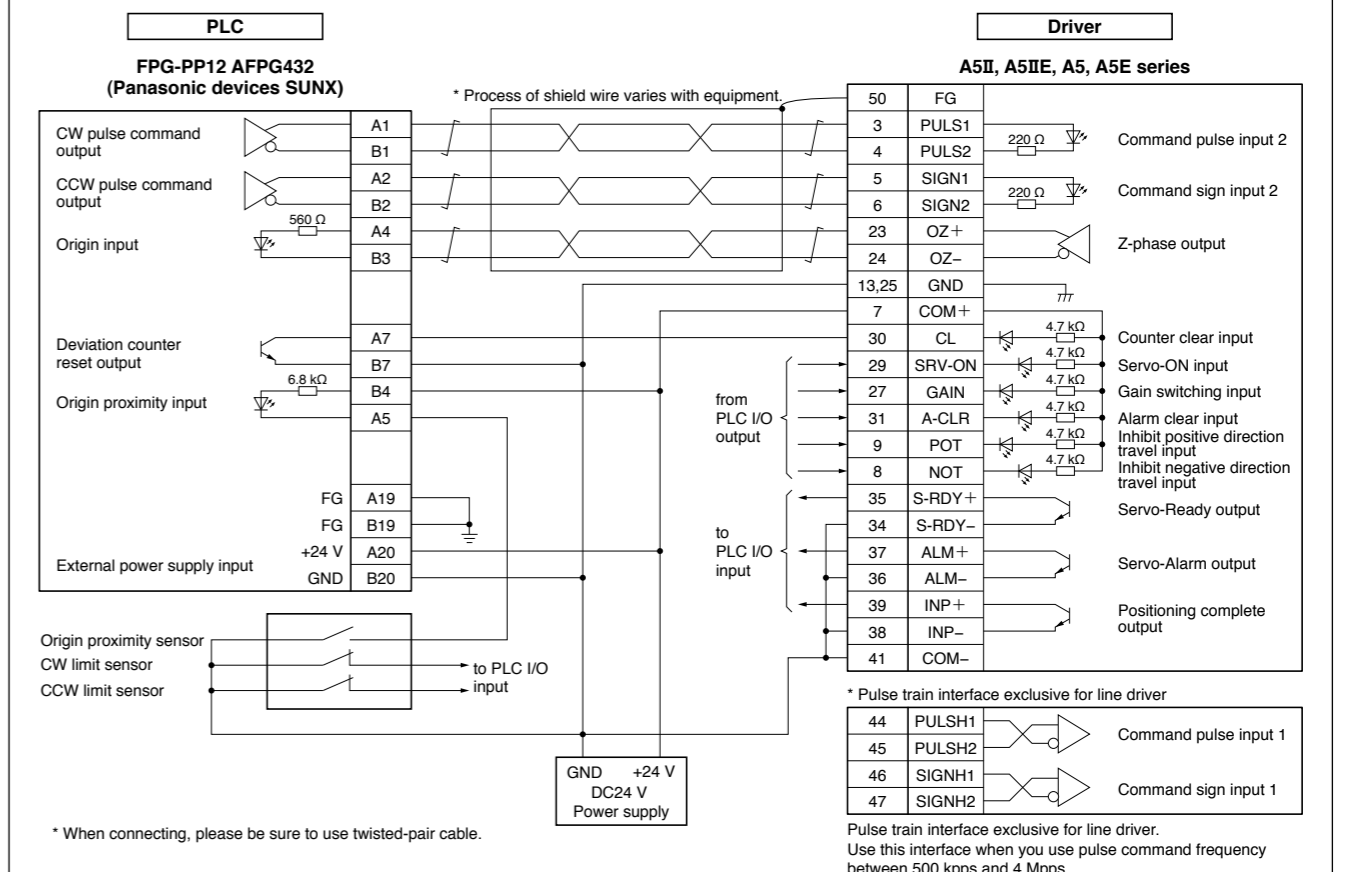 PLC
FPG-PP12 AFPG432
(Panasonic devices SUNX)
Driver
A5II, A5IIE, A5, A5E series
* Process of shield wire varies with equipment.
CW pulse command
output
A1
B1
CCW pulse command
output
A2
B2
Origin input
560 Ω
A4
B3
Deviation counter
reset output
A7
B7
Origin proximity input
6.8 kΩ
B4
A5
FG A19
FG B19
External power supply input
+24 V A20
GND B20
Origin proximity sensor
CW limit sensor
CCW limit sensor
to PLC I/O
input
GND +24 V
DC24 V
Power supply
* When connecting, please be sure to use twisted-pair cable.
from
PLC I/O
output
to
PLC I/O
input
50 FG
3 PULS1
4 PULS2
220 Ω
Command pulse input 2
5 SIGN1
6 SIGN2
220 Ω
Command sign input 2
23 OZ+
24 OZ−
Z-phase output
13,25 GND
7 COM+
30 CL 4.7 kΩ Counter clear input
29 SRV-ON 4.7 kΩ Servo-ON input
27 GAIN 4.7 kΩ Gain switching input
31 A-CLR 4.7 kΩ Alarm clear input
9 POT 4.7 kΩ Inhibit positive direction
travel input
8 NOT 4.7 kΩ Inhibit negative direction
travel input
35 S-RDY+
34 S-RDY−
Servo-Ready output
37 ALM+
36 ALM−
Servo-Alarm output
39 INP+
38 INP−
Positioning complete
output
41 COM−
* Pulse train interface exclusive for line driver
44 PULSH1
45 PULSH2
Command pulse input 1
46 SIGNH1
47 SIGNH2
Command sign input 1
Pulse train interface exclusive for line driver.
Use this interface when you use pulse command frequency
between 500 kpps and 4 Mpps.